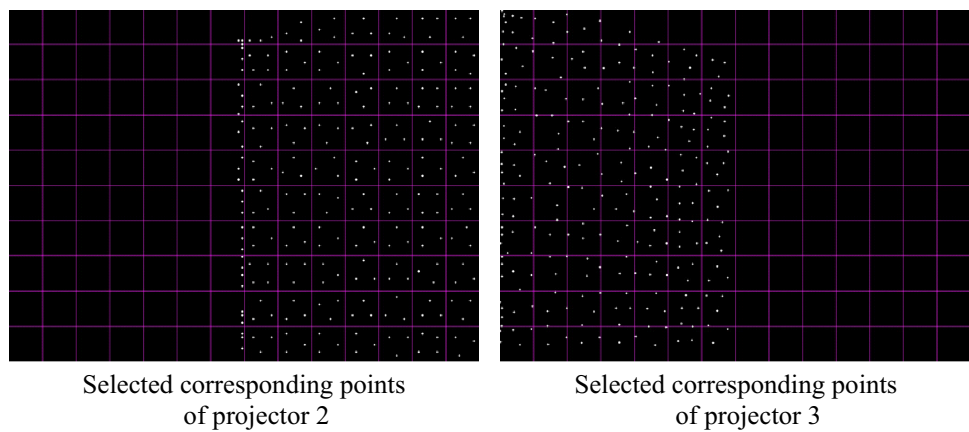 Selected corresponding points
of projector 2
Selected corresponding points
of projector 3